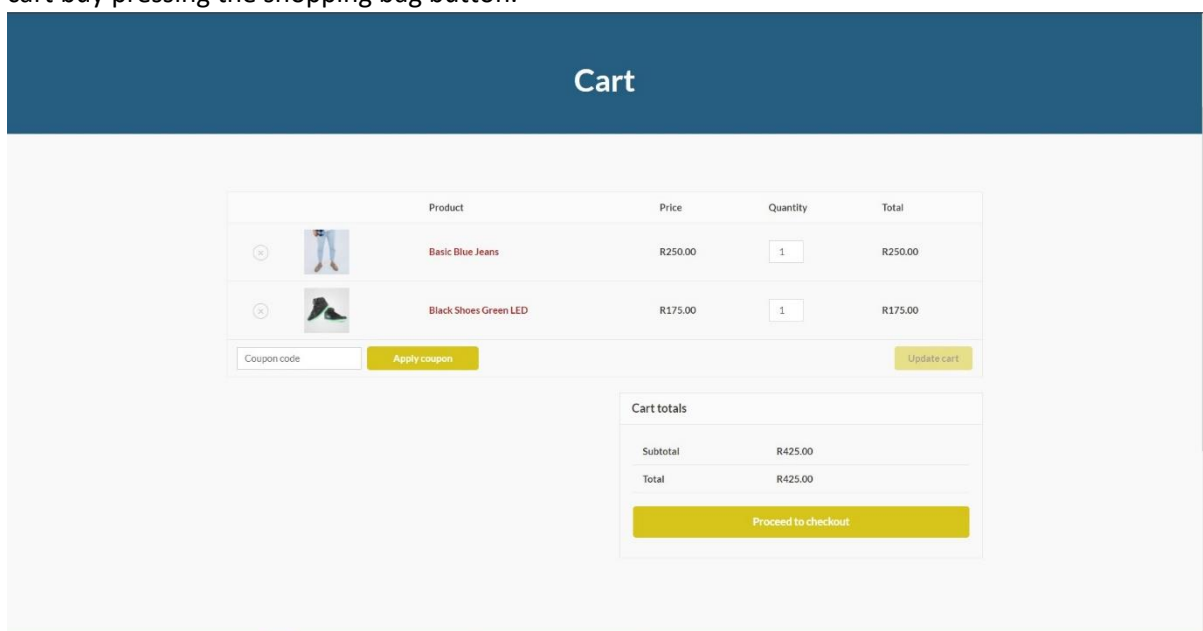 cart buy pressing the shopping bag button.
Cart
Product Price Quantity Total
Basic Blue Jeans R250.00 1 R250.00
Black Shoes Green LED R175.00 1 R175.00
Coupon code Apply coupon Update cart
Cart totals
Subtotal R425.00
Total R425.00
Proceed to checkout